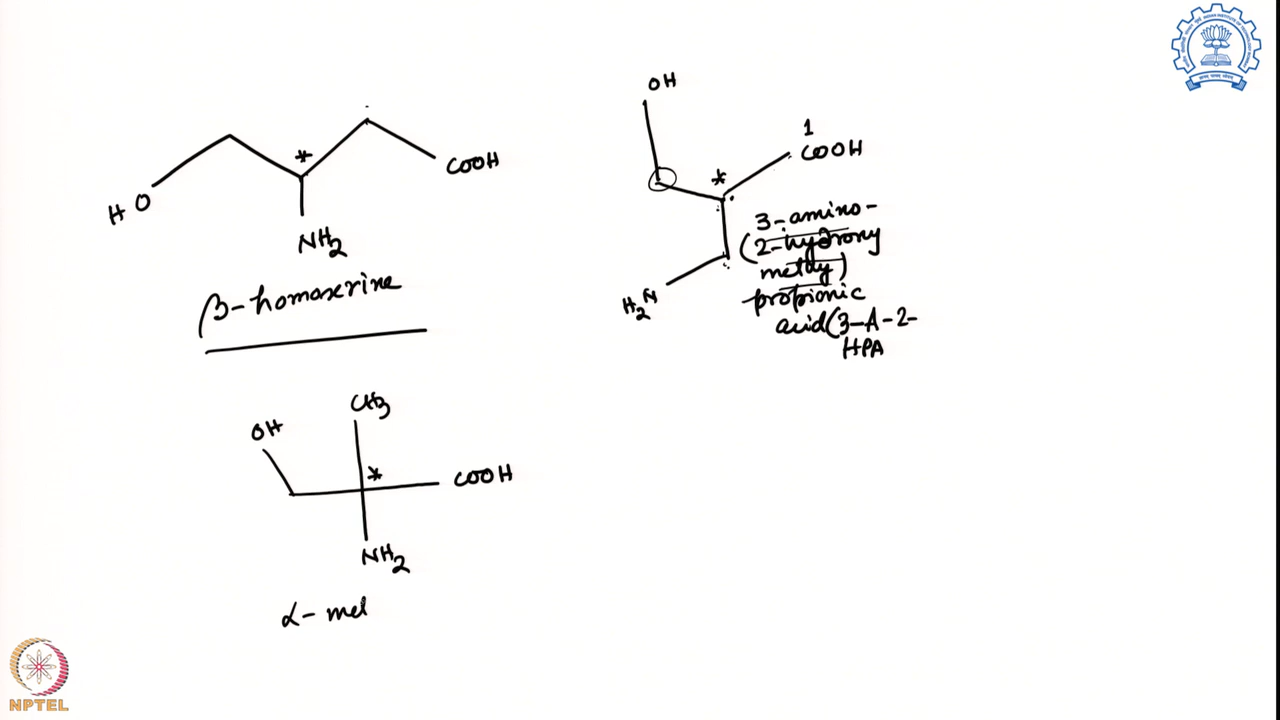 HO
NH2
COOH
β-homoserine
OH
1
COOH
*
H2N
3-amino-
(2-hydroxy
methy)
propionic
acid(3-A-2-
HPA
OH
CH3
*
COOH
NH2
α-mel
NPTEL